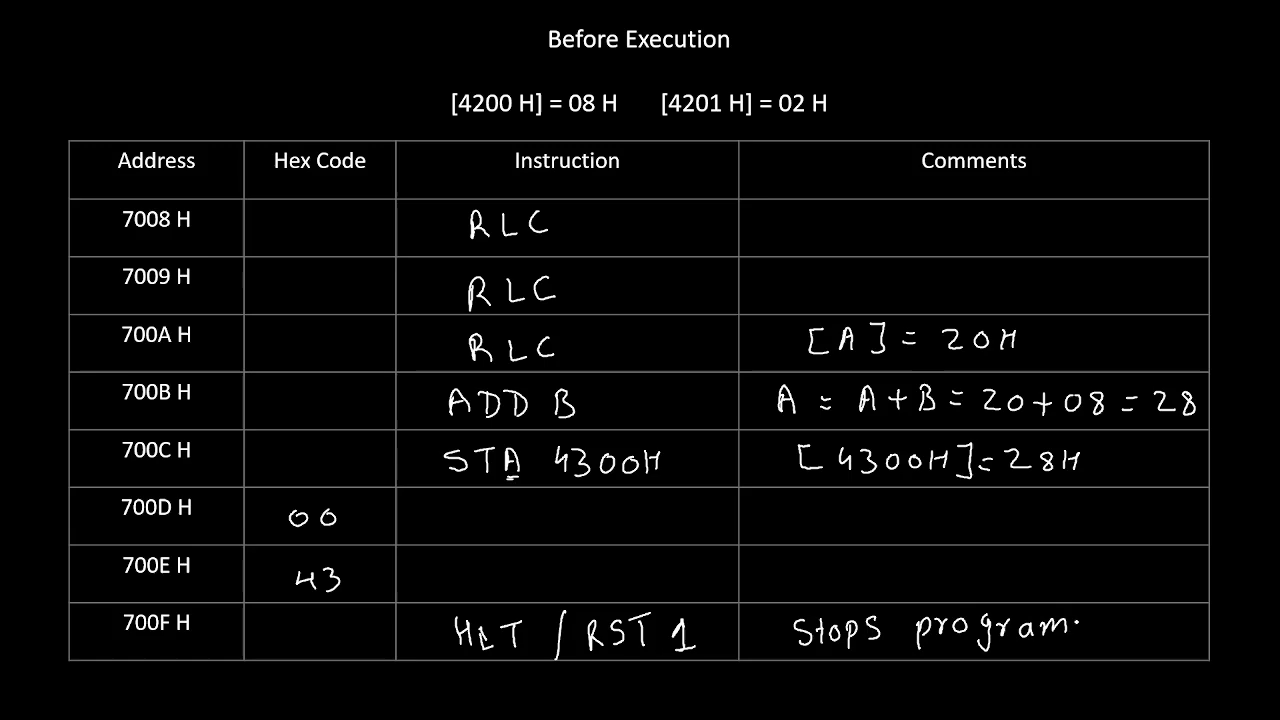 Before Execution
[4200 H] = 08 H [4201 H] = 02 H
Address Hex Code Instruction Comments
7008 H RLC
7009 H RLC
700A H RLC [A] = 20H
700B H ADD B A = A+B = 20+08 = 28
700C H STA 4300H [4300H]=28H
700D H 00
700E H 43
700F H HLT / RST 1 Stops program.